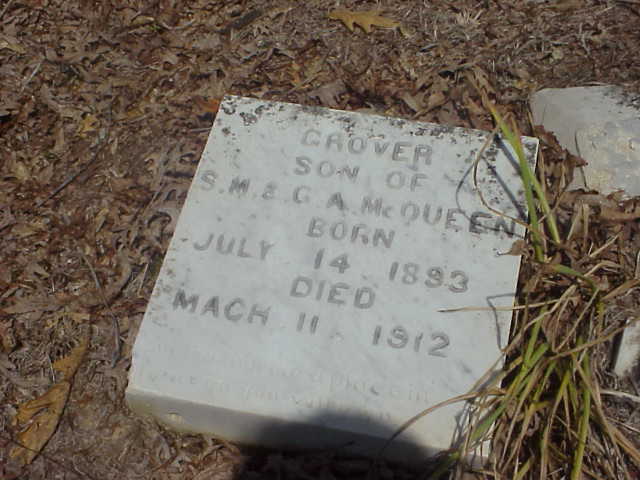 GROVER
SON OF
S. M. & G. A. McQUEEN
BORN
JULY 14 1893
DIED
MACH 11 1912